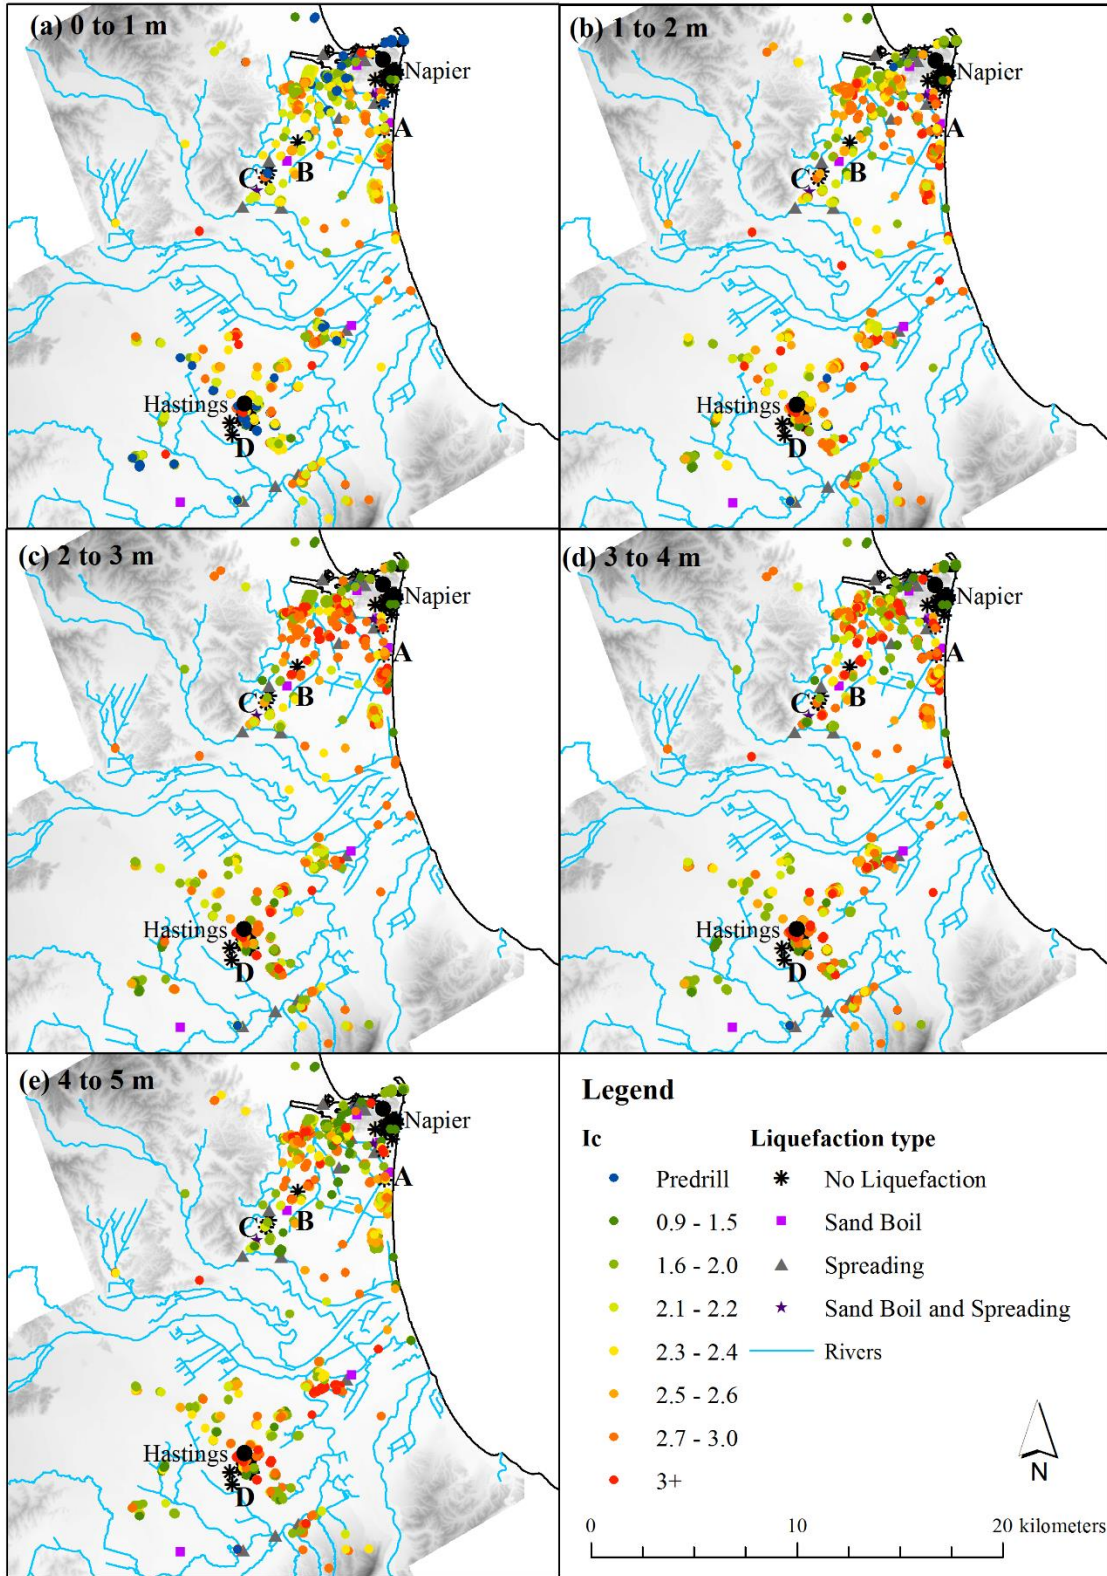 (a) 0 to 1 m
Napier
A
B
C
Hastings
D
(b) 1 to 2 m
Napier
A
B
C
Hastings
D
(c) 2 to 3 m
Napier
A
B
C
Hastings
D
(d) 3 to 4 m
Napier
A
B
C
Hastings
D
(e) 4 to 5 m
Napier
A
B
C
Hastings
D
Legend
Ic Liquefaction type
Predrill No Liquefaction
0.9 - 1.5 Sand Boil
1.6 - 2.0 Spreading
2.1 - 2.2 Sand Boil and Spreading
2.3 - 2.4 Rivers
2.5 - 2.6
2.7 - 3.0
3+
N
0 10 20 kilometers